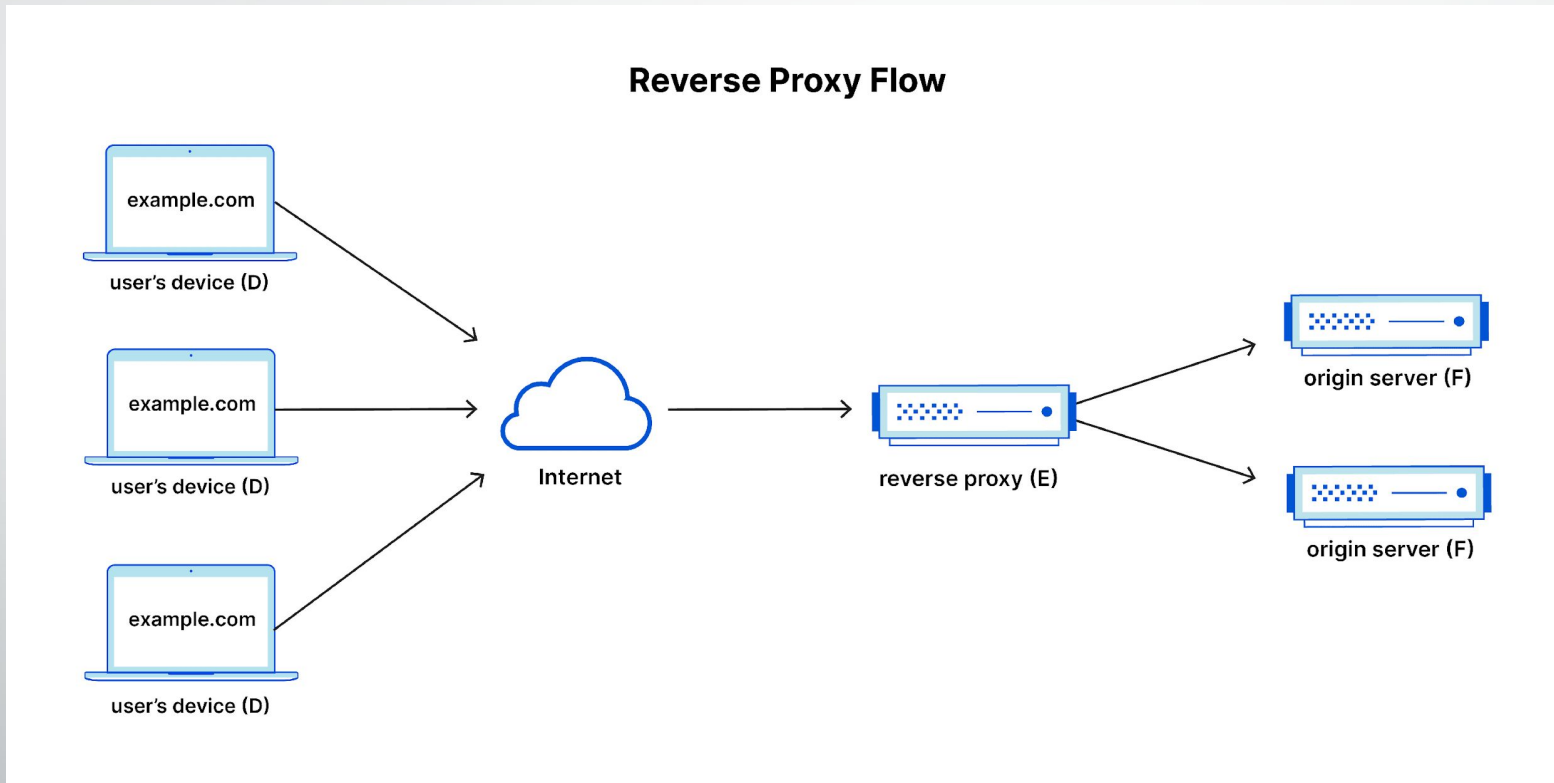 Reverse Proxy Flow
example.com
user’s device (D)
example.com
user’s device (D)
example.com
user’s device (D)
Internet
reverse proxy (E)
origin server (F)
origin server (F)